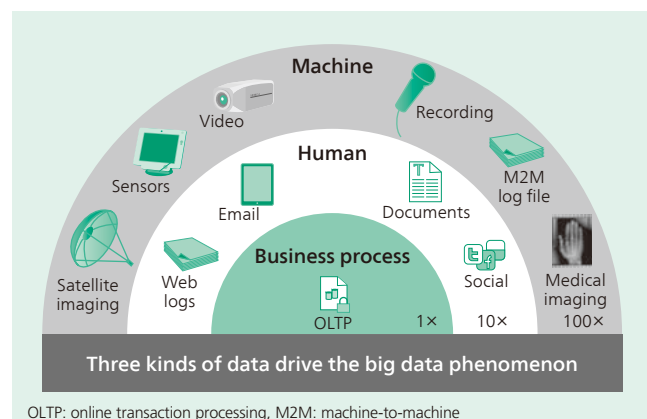 Machine
Video
Recording
Sensors
M2M
log file
Satellite
imaging
Medical
imaging
100×
Human
Email
Documents
Web
logs
Social
10×
Business process
OLTP
1×
Three kinds of data drive the big data phenomenon
OLTP: online transaction processing, M2M: machine-to-machine